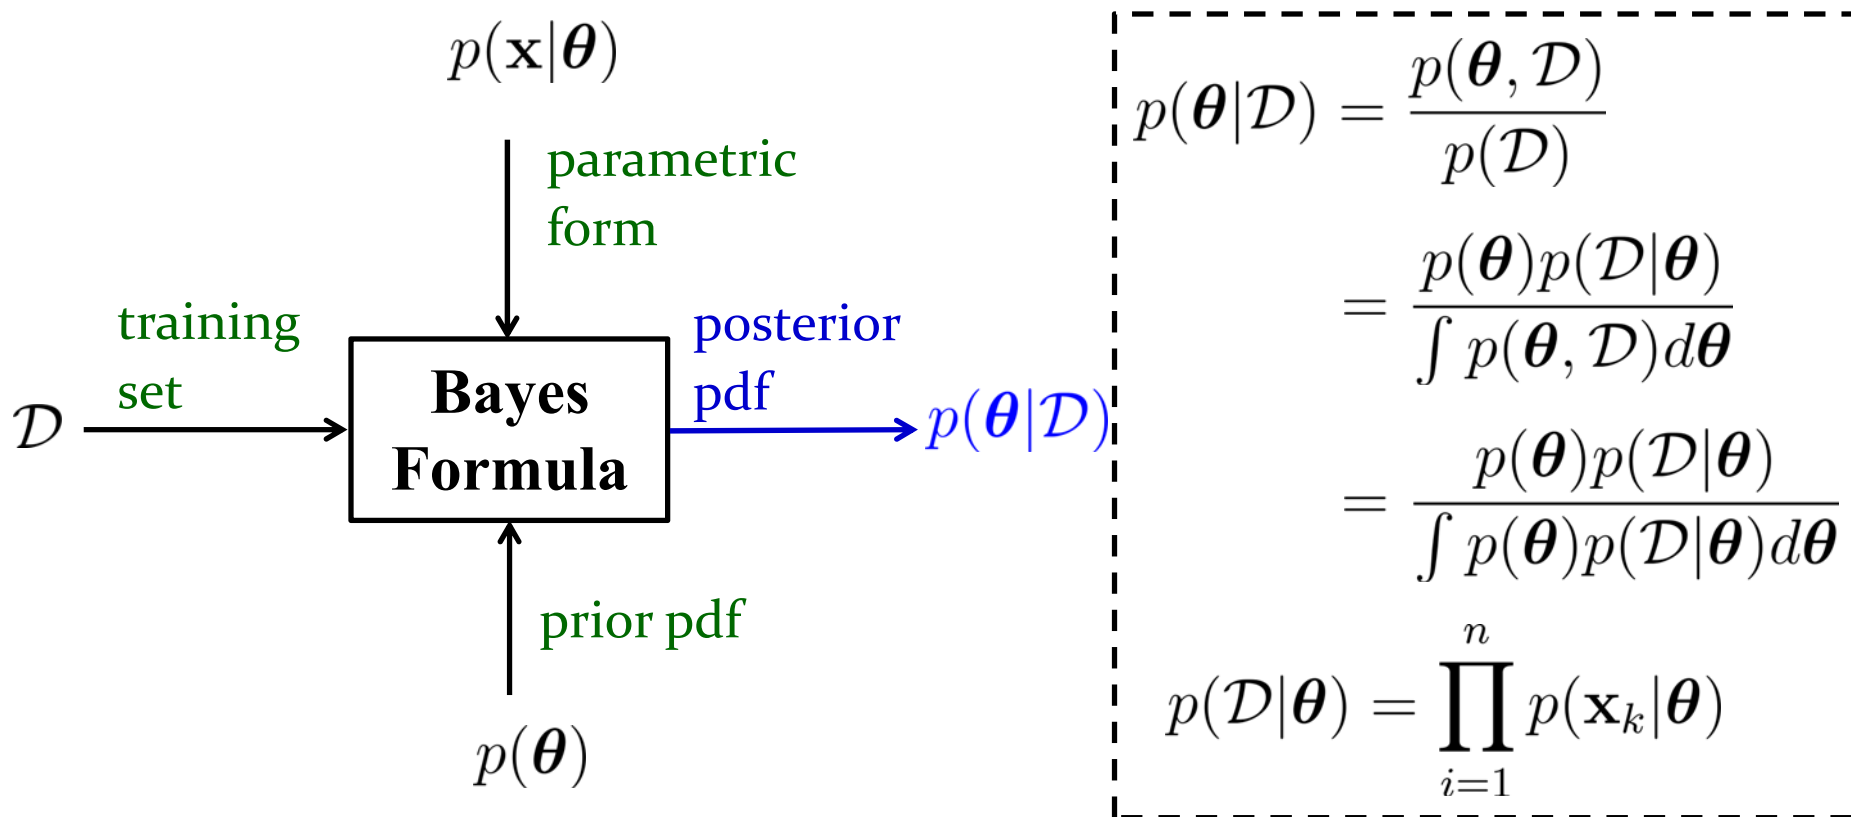 p(x|θ)
parametric
form
training
set
𝒟
Bayes
Formula
posterior
pdf
p(θ|𝒟)
prior pdf
p(θ)
p(θ|𝒟) = p(θ, 𝒟) / p(𝒟)
= p(θ)p(𝒟|θ) / ∫ p(θ, 𝒟)dθ
= p(θ)p(𝒟|θ) / ∫ p(θ)p(𝒟|θ)dθ
p(𝒟|θ) = ∏_{i=1}^{n} p(x_k|θ)